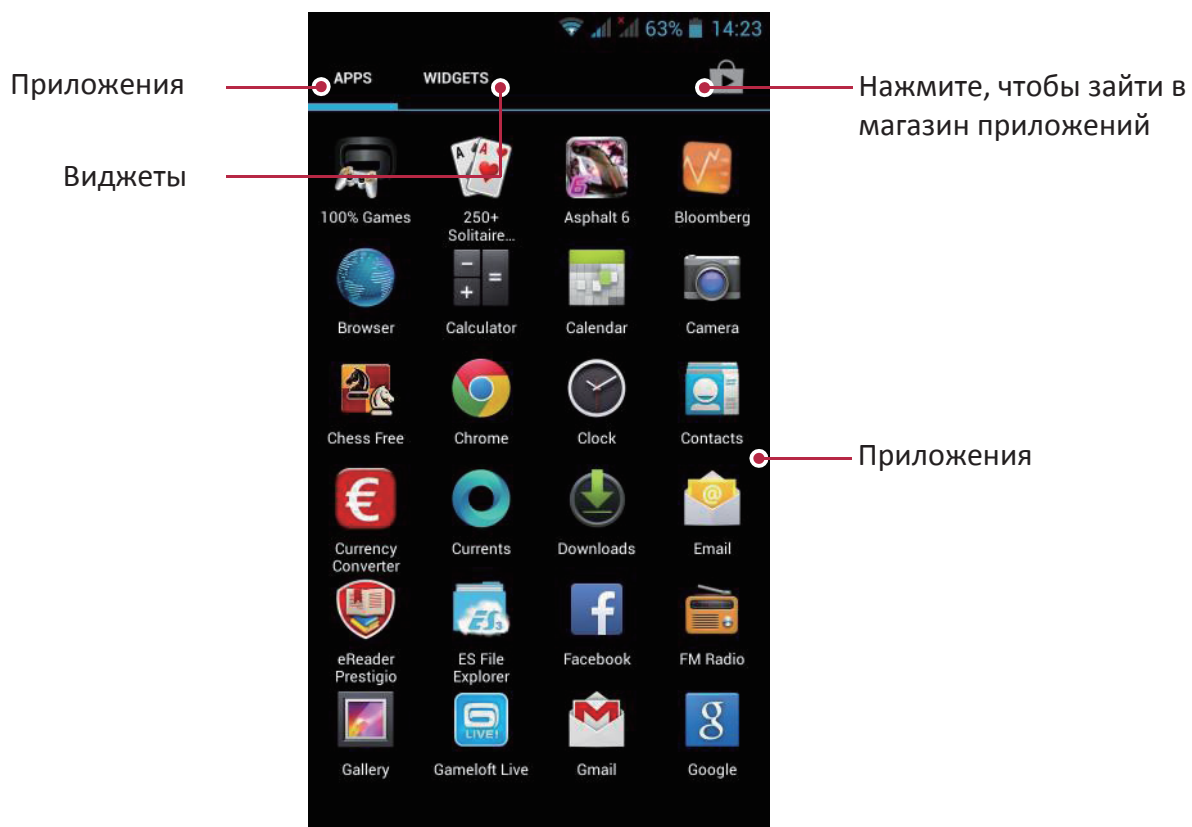 63% 14:23
Приложения
APPS WIDGETS
Нажмите, чтобы зайти в
магазин приложений
Виджеты
100% Games
250+
Solitaire...
Asphalt 6
Bloomberg
Browser
Calculator
Calendar
Camera
Chess Free
Chrome
Clock
Contacts
Приложения
Currency
Converter
Currents
Downloads
Email
eReader
Prestigio
ES File
Explorer
Facebook
FM Radio
LIVE!
Gallery
Gameloft Live
Gmail
Google